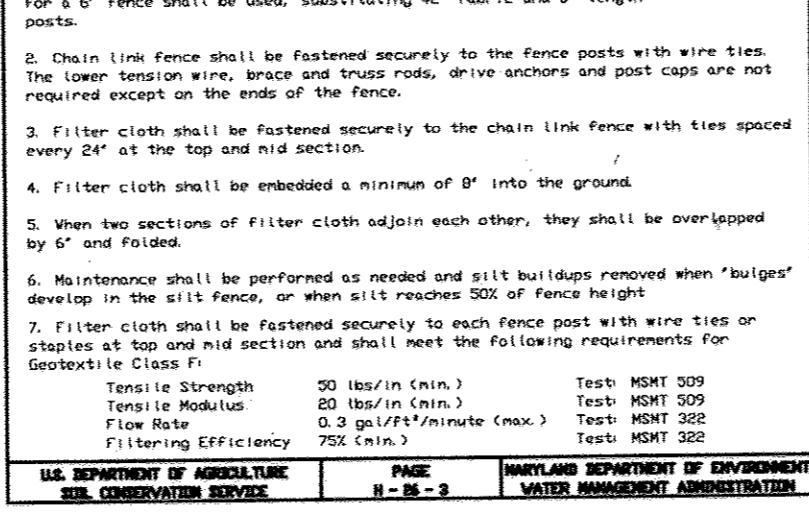 For a 6' fence shall be used, substituting 42" fabric and 6' length
posts.
2. Chain link fence shall be fastened securely to the fence posts with wire ties.
The lower tension wire, brace and truss rods, drive anchors and post caps are not
required except on the ends of the fence.
3. Filter cloth shall be fastened securely to the chain link fence with ties spaced
every 24" at the top and mid section.
4. Filter cloth shall be embedded a minimum of 8" into the ground.
5. When two sections of filter cloth adjoin each other, they shall be overlapped
by 6" and folded.
6. Maintenance shall be performed as needed and silt buildups removed when "bulges"
develop in the silt fence, or when silt reaches 50% of fence height
7. Filter cloth shall be fastened securely to each fence post with wire ties or
staples at top and mid section and shall meet the following requirements for
Geotextile Class F:
Tensile Strength 50 lbs/in (min.) Test: MSMT 509
Tensile Modulus 20 lbs/in (min.) Test: MSMT 509
Flow Rate 0.3 gal/ft²/minute (max.) Test: MSMT 322
Filtering Efficiency 75% (min.) Test: MSMT 322
U.S. DEPARTMENT OF AGRICULTURE PAGE MARYLAND DEPARTMENT OF ENVIRONMENT
SOIL CONSERVATION SERVICE H - 26 - 3 WATER MANAGEMENT ADMINISTRATION